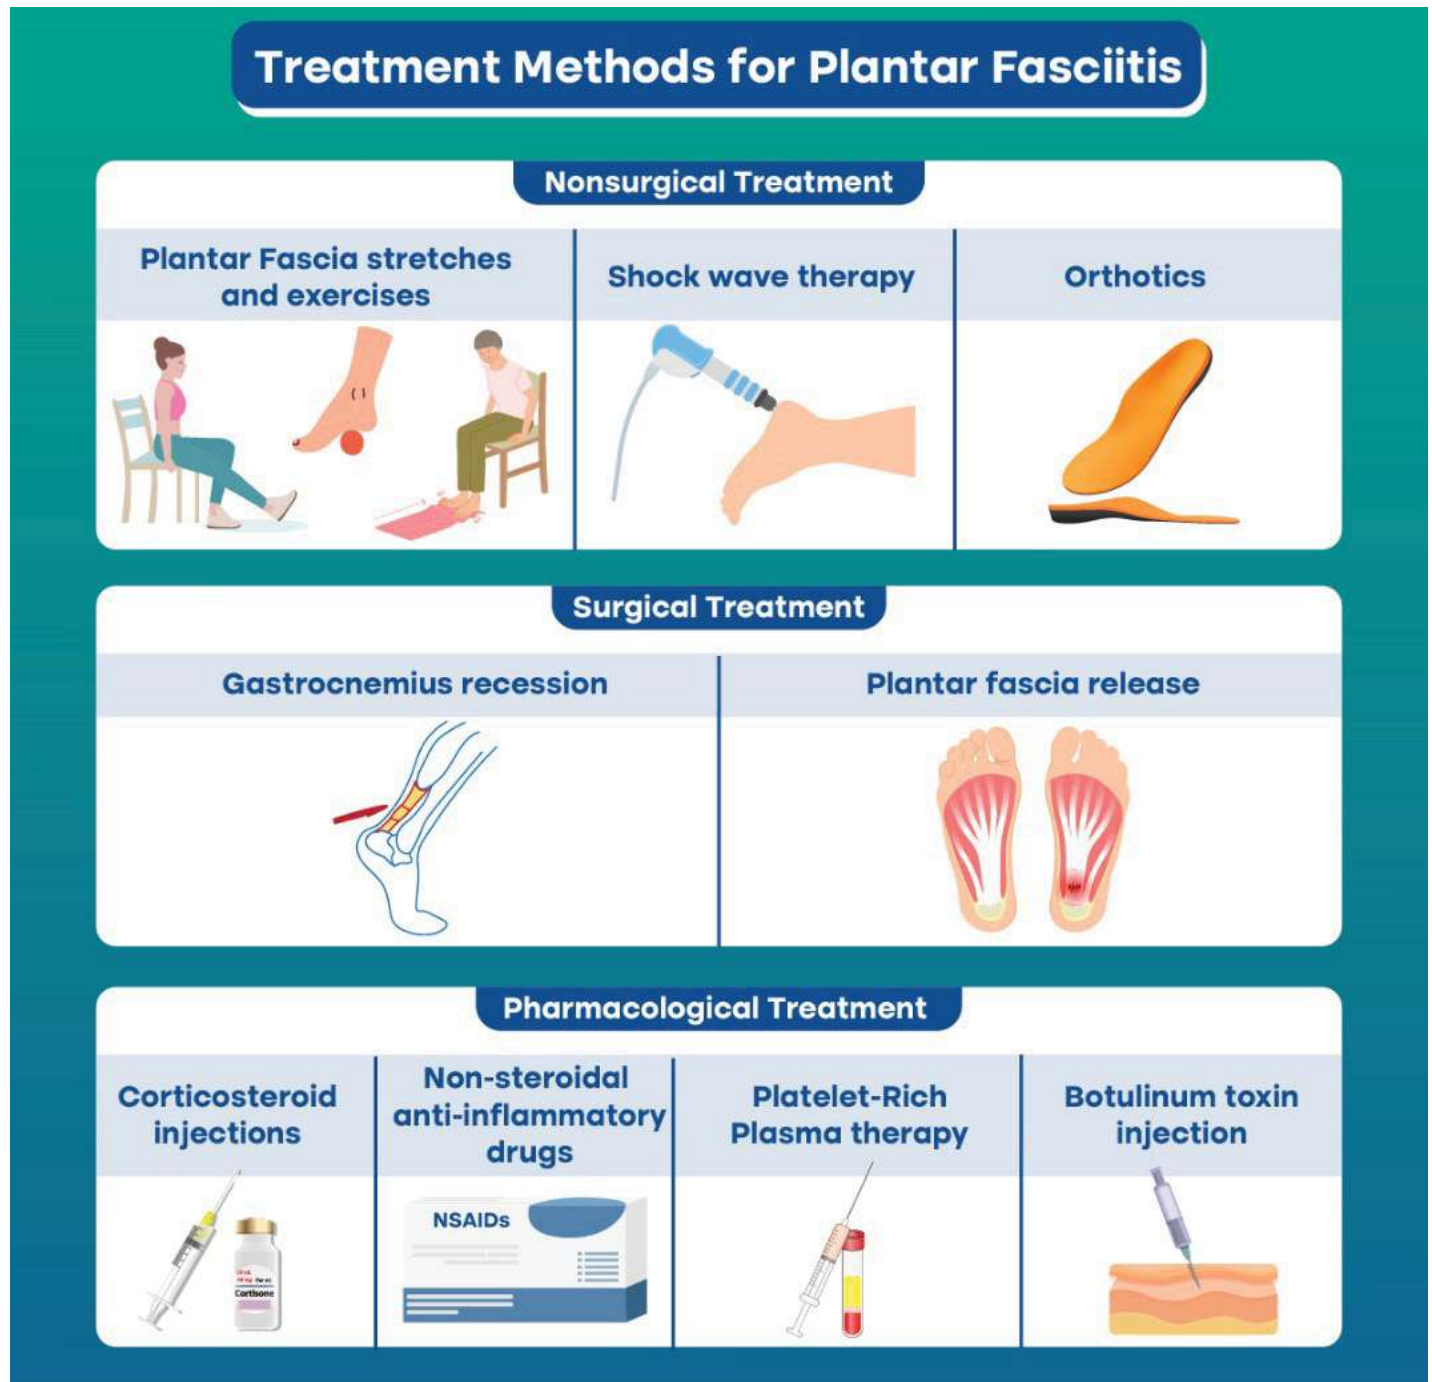 Treatment Methods for Plantar Fasciitis
Nonsurgical Treatment
Plantar Fascia stretches
and exercises
Shock wave therapy
Orthotics
Surgical Treatment
Gastrocnemius recession
Plantar fascia release
Pharmacological Treatment
Corticosteroid
injections
Non-steroidal
anti-inflammatory
drugs
Platelet-Rich
Plasma therapy
Botulinum toxin
injection
NSAIDs
Cortisone